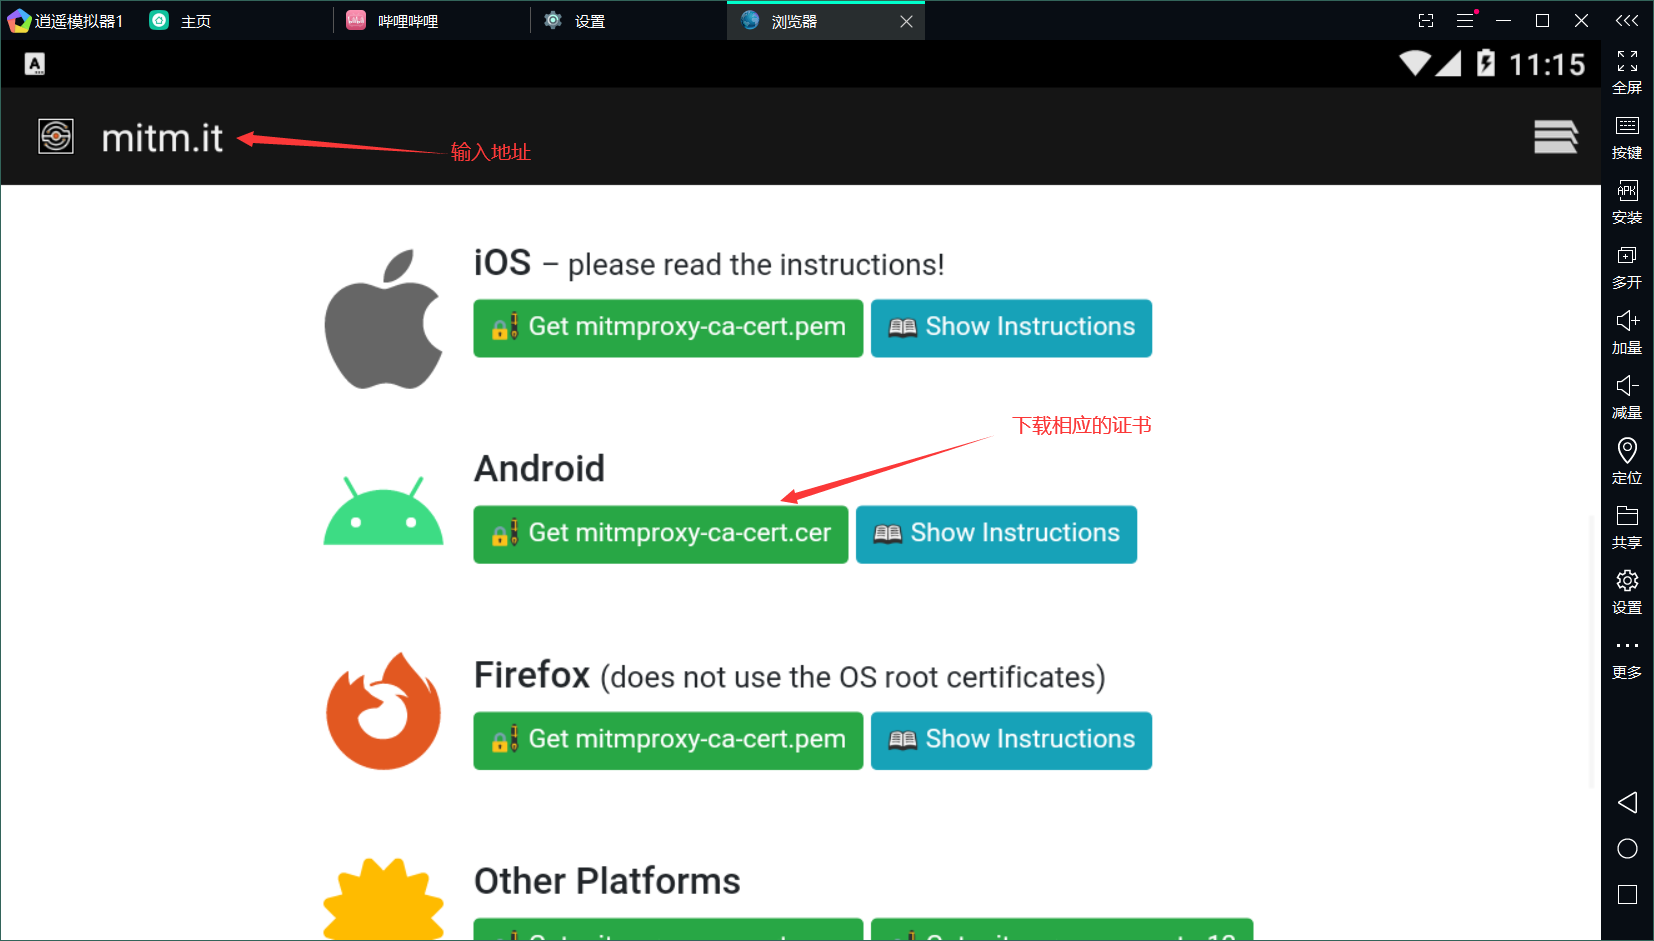 逍遥模拟器1
主页
哔哩哔哩
设置
浏览器
11:15
mitm.it
输入地址
iOS – please read the instructions!
Get mitmproxy-ca-cert.pem
Show Instructions
下载相应的证书
Android
Get mitmproxy-ca-cert.cer
Show Instructions
Firefox (does not use the OS root certificates)
Get mitmproxy-ca-cert.pem
Show Instructions
Other Platforms
全屏
按键
APK
安装
多开
加量
减量
定位
共享
设置
更多